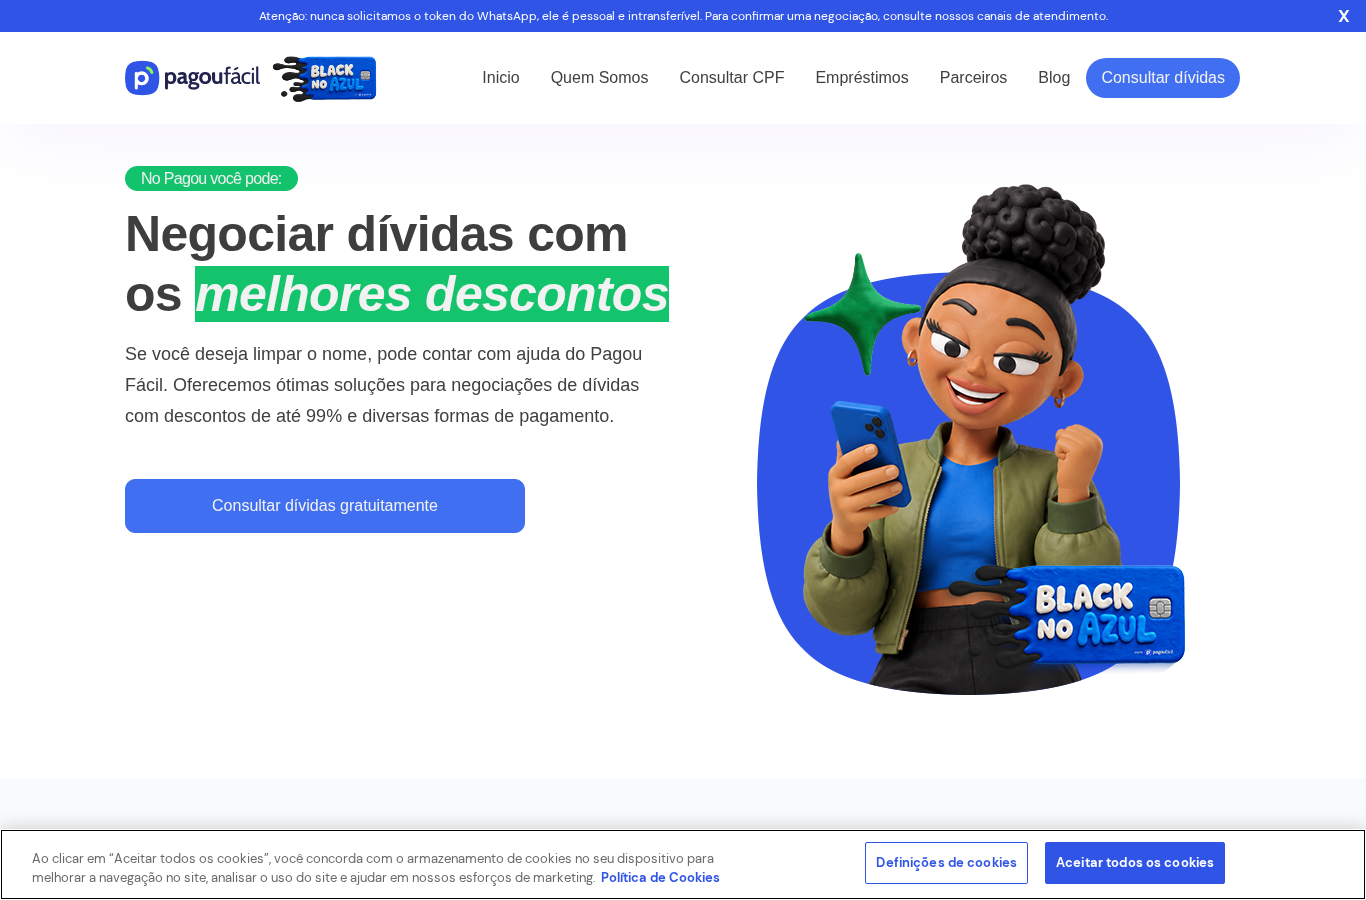 Atenção: nunca solicitamos o token do WhatsApp, ele é pessoal e intransferível. Para confirmar uma negociação, consulte nossos canais de atendimento.
X
pagoufácil
BLACK
NO AZUL
Inicio
Quem Somos
Consultar CPF
Empréstimos
Parceiros
Blog
Consultar dívidas
No Pagou você pode:
Negociar dívidas com
os melhores descontos
Se você deseja limpar o nome, pode contar com ajuda do Pagou
Fácil. Oferecemos ótimas soluções para negociações de dívidas
com descontos de até 99% e diversas formas de pagamento.
Consultar dívidas gratuitamente
BLACK
NO AZUL
pagoufácil
Ao clicar em “Aceitar todos os cookies”, você concorda com o armazenamento de cookies no seu dispositivo para
melhorar a navegação no site, analisar o uso do site e ajudar em nossos esforços de marketing. Política de Cookies
Definições de cookies
Aceitar todos os cookies